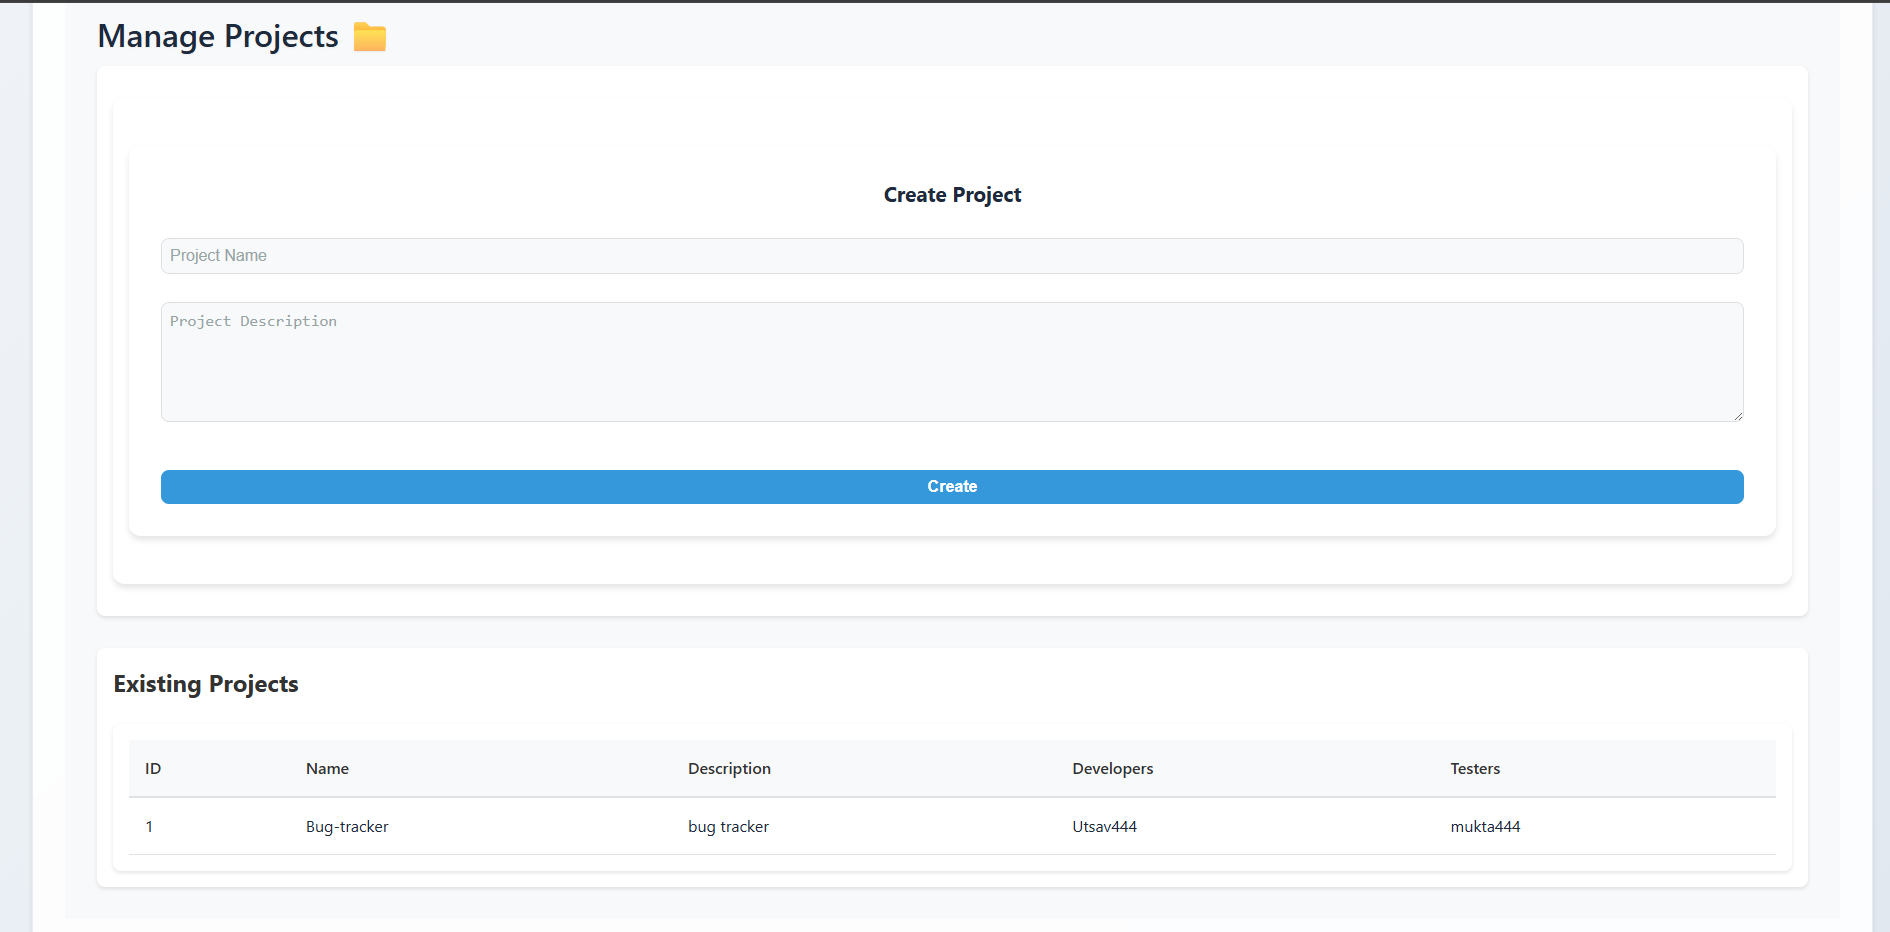 Manage Projects 📁
Create Project
Project Name
Project Description
Create
Existing Projects
ID Name Description Developers Testers
1 Bug-tracker bug tracker Utsav444 mukta444